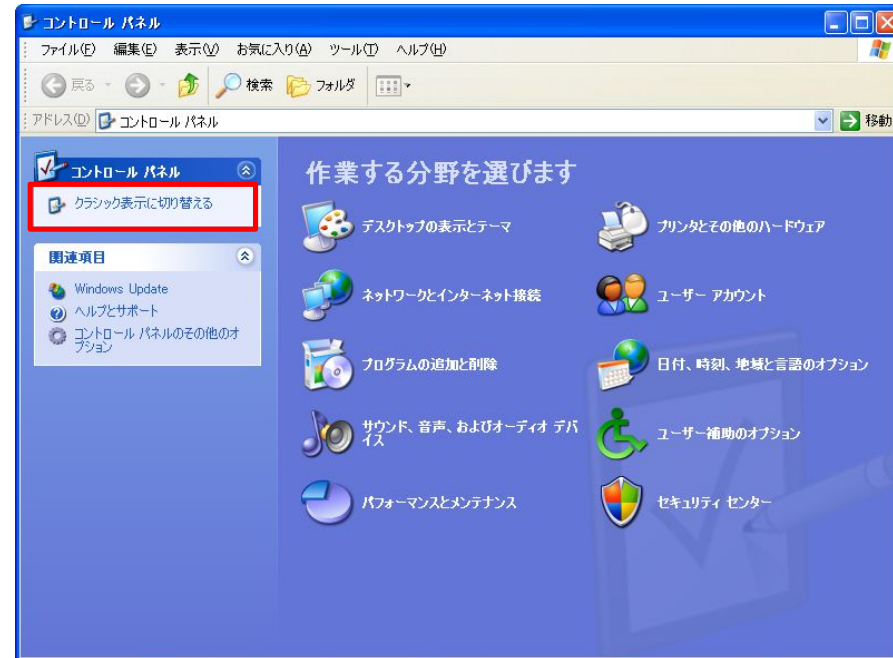 コントロール パネル
ファイル(F) 編集(E) 表示(V) お気に入り(A) ツール(T) ヘルプ(H)
戻る 検索 フォルダ
アドレス(D) コントロール パネル 移動
コントロール パネル
クラシック表示に切り替える
関連項目
Windows Update
ヘルプとサポート
コントロール パネルのその他のオ
プション
作業する分野を選びます
デスクトップの表示とテーマ
プリンタとその他のハードウェア
ネットワークとインターネット接続
ユーザー アカウント
プログラムの追加と削除
日付、時刻、地域と言語のオプション
サウンド、音声、およびオーディオ デバ
イス
ユーザー補助のオプション
パフォーマンスとメンテナンス
セキュリティ センター